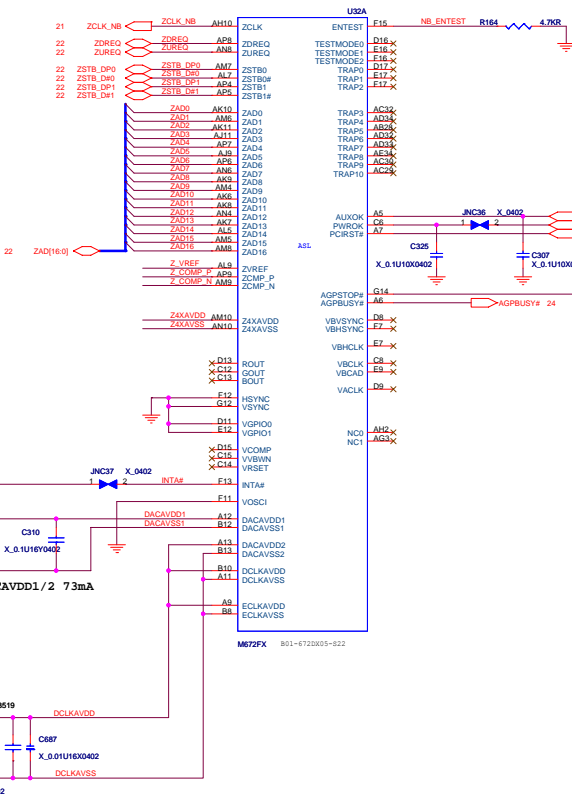 U32A
21 ZCLK_NB ZCLK_NB AH10 ZCLK ENTEST F15 NB_ENTEST R164 4.7KR
22 ZDREQ ZDREQ AP8 ZDREQ TESTMODE0 D16
22 ZUREQ ZUREQ AN8 ZUREQ TESTMODE1 E16
TESTMODE2 F16
22 ZSTB_DP0 ZSTB_DP0 AM7 ZSTB0 TRAP0 D17
22 ZSTB_D#0 ZSTB_D#0 AL7 ZSTB0# TRAP1 E17
22 ZSTB_DP1 ZSTB_DP1 AP4 ZSTB1 TRAP2 F17
22 ZSTB_D#1 ZSTB_D#1 AP5 ZSTB1#
ZAD0 AK10 ZAD0 TRAP3 AC32
ZAD1 AM6 ZAD1 TRAP4 AD34
ZAD2 AK11 ZAD2 TRAP5 AB28
ZAD3 AJ11 ZAD3 TRAP6 AD32
ZAD4 AP7 ZAD4 TRAP7 AD33
ZAD5 AJ9 ZAD5 TRAP8 AE34
ZAD6 AP6 ZAD6 TRAP9 AC30
ZAD7 AN6 ZAD7 TRAP10 AC29
ZAD8 AK9 ZAD8
ZAD9 AM4 ZAD9
ZAD10 AK6 ZAD10
ZAD11 AK8 ZAD11
ZAD12 AN4 ZAD12 AUXOK A5 JNC36 X_0402
ZAD13 AK7 ZAD13 PWROK C6 1 2
ZAD14 AL5 ZAD14 PCIRST# A7
ZAD15 AM5 ZAD15
22 ZAD[16:0] ZAD16 AM8 ZAD16
ASL
C325 C307
X_0.1U10X0402 X_0.1U10X0
Z_VREF AL9 ZVREF
Z_COMP_P AP9 ZCMP_P
Z_COMP_N AM9 ZCMP_N
AGPSTOP# G14
AGPBUSY# A6 AGPBUSY# 24
Z4XAVDD AM10 Z4XAVDD VBVSYNC D8
Z4XAVSS AN10 Z4XAVSS VBHSYNC F7
VBHCLK E7
D13 ROUT VBCLK C8
C12 GOUT VBCAD E9
C13 BOUT
VACLK D9
F12 HSYNC
G12 VSYNC
D11 VGPIO0
E12 VGPIO1 NC0 AH2
NC1 AG3
D15 VCOMP
C15 VVBWN
C14 VRSET
JNC37 X_0402
1 2 INTA# F13 INTA#
F11 VOSCI
DACAVDD1 A12 DACAVDD1
DACAVSS1 B12 DACAVSS1
C310
X_0.1U16Y0402
A13 DACAVDD2
B13 DACAVSS2
B10 DCLKAVDD
A11 DCLKAVSS
AVDD1/2 73mA
A9 ECLKAVDD
B8 ECLKAVSS
M672FX B01-672DX05-S22
519
DCLKAVDD
C687
X_0.01U16X0402
DCLKAVSS
2